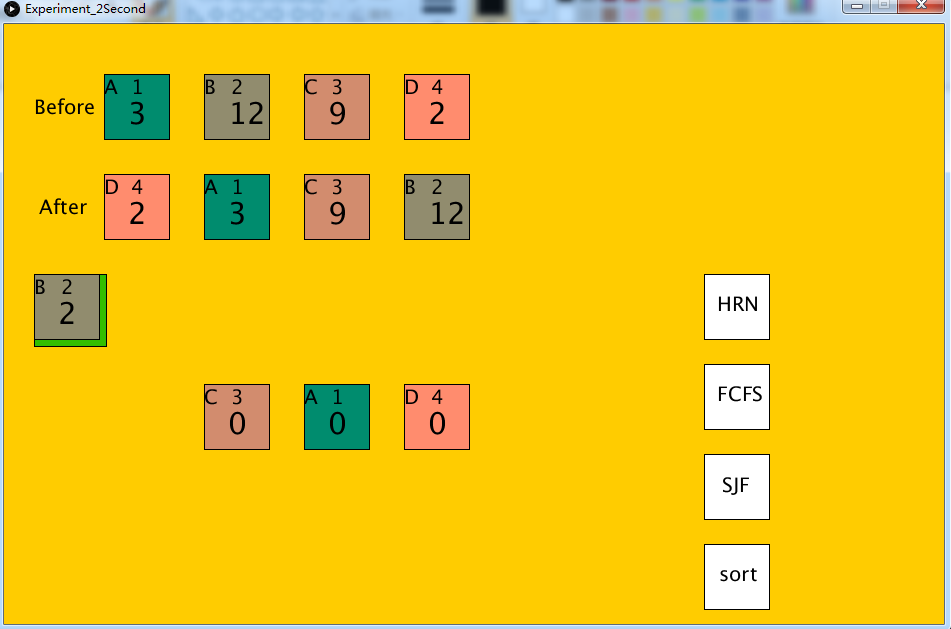 Experiment_2Second
Before
A 1
3
B 2
12
C 3
9
D 4
2
After
D 4
2
A 1
3
C 3
9
B 2
12
B 2
2
C 3
0
A 1
0
D 4
0
HRN
FCFS
SJF
sort